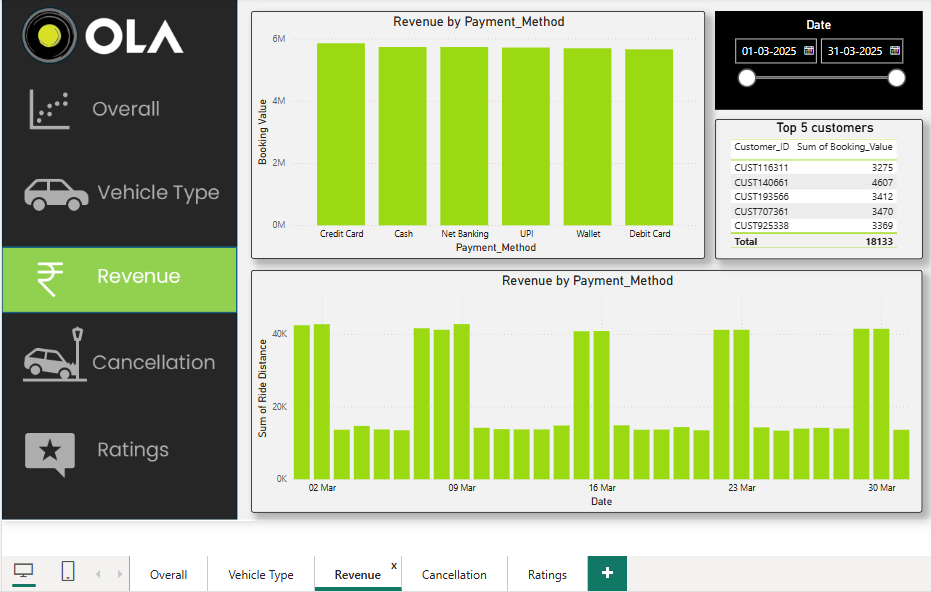 OLA
Overall
Vehicle Type
₹
Revenue
Cancellation
Ratings
Revenue by Payment_Method
Booking Value
6M
4M
2M
0M
Credit Card Cash Net Banking UPI Wallet Debit Card
Payment_Method
Date
01-03-2025 31-03-2025
Top 5 customers
Customer_ID Sum of Booking_Value
CUST116311 3275
CUST140661 4607
CUST193566 3412
CUST707361 3470
CUST925338 3369
Total 18133
Revenue by Payment_Method
Sum of Ride Distance
40K
20K
0K
02 Mar 09 Mar 16 Mar 23 Mar 30 Mar
Date
Overall Vehicle Type Revenue x Cancellation Ratings +